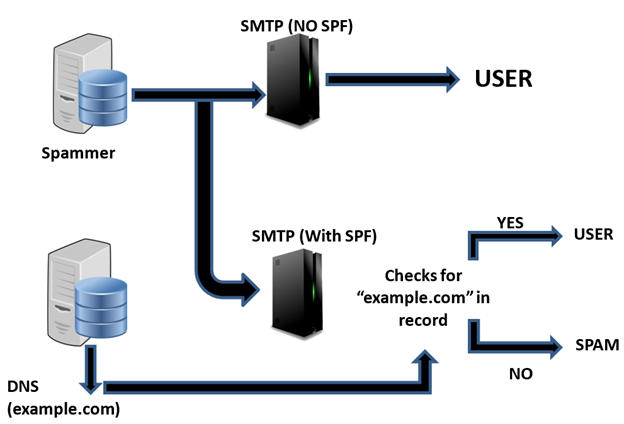 SMTP (NO SPF)
USER
Spammer
SMTP (With SPF)
YES
USER
Checks for
“example.com” in
record
SPAM
NO
DNS
(example.com)